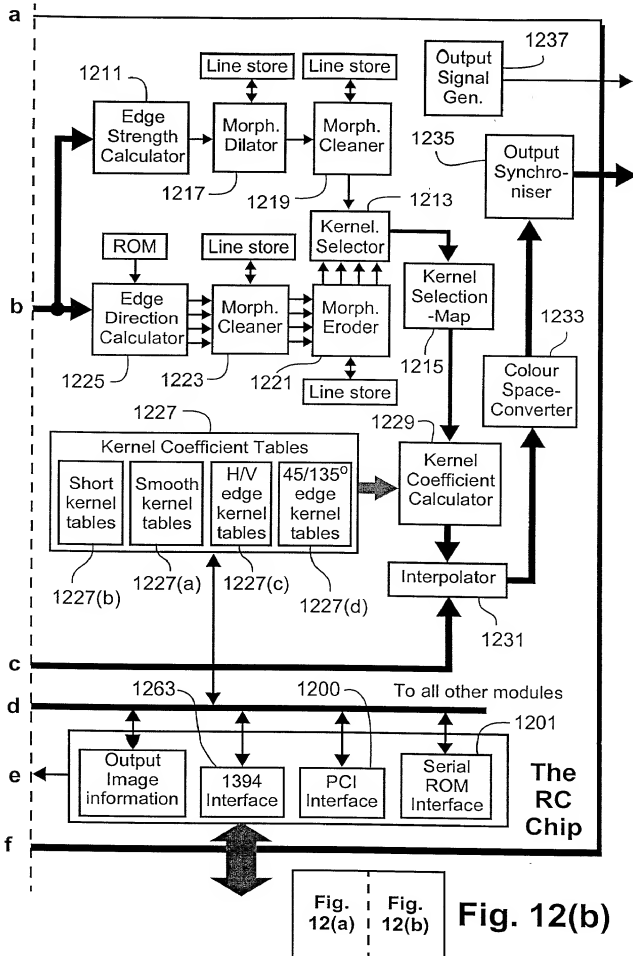 a
1237
1211
Line store
Line store
Output
Signal
Gen.
Edge
Strength
Calculator
Morph.
Dilator
Morph.
Cleaner
1235
Output
Synchro-
niser
1217
1219
1213
Kernel.
Selector
ROM
Line store
Kernel
Selection
-Map
b
Edge
Direction
Calculator
Morph.
Cleaner
Morph.
Eroder
1233
1225
1223
1221
1215
Colour
Space-
Converter
Line store
1227
1229
Kernel Coefficient Tables
Kernel
Coefficient
Calculator
Short
kernel
tables
Smooth
kernel
tables
H/V
edge
kernel
tables
45/135º
edge
kernel
tables
Interpolator
1227(b)
1227(a)
1227(c)
1227(d)
1231
c
d
1263
1200
To all other modules
1201
e
Output
Image
information
1394
Interface
PCI
Interface
Serial
ROM
Interface
The
RC
Chip
f
Fig.
12(a)
Fig.
12(b)
Fig. 12(b)